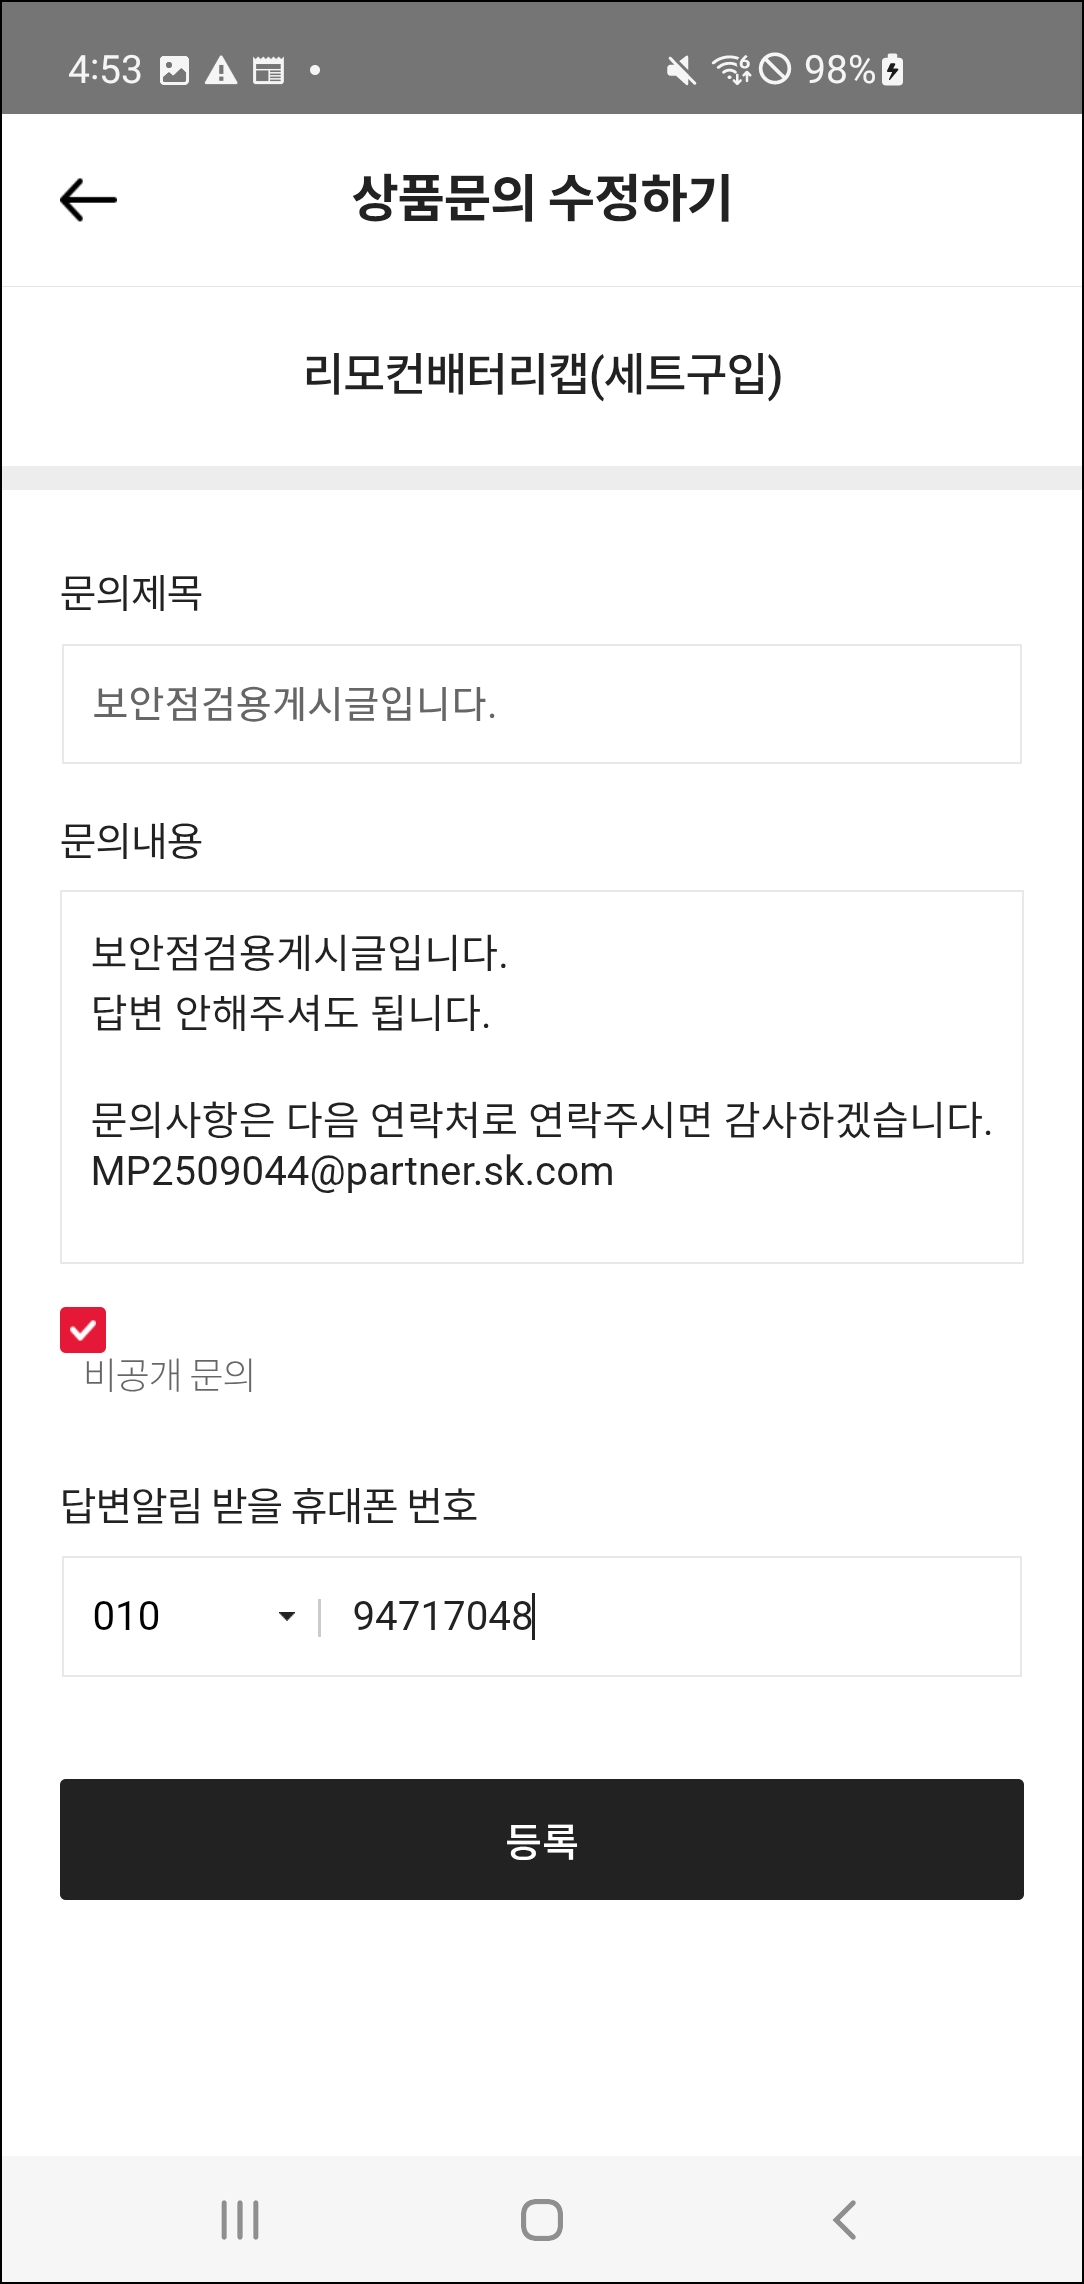 4:53 98%
상품문의 수정하기
리모컨배터리캡(세트구입)
문의제목
보안점검용게시글입니다.
문의내용
보안점검용게시글입니다.
답변 안해주셔도 됩니다.
문의사항은 다음 연락처로 연락주시면 감사하겠습니다.
MP2509044@partner.sk.com
비공개 문의
답변알림 받을 휴대폰 번호
010 94717048
등록